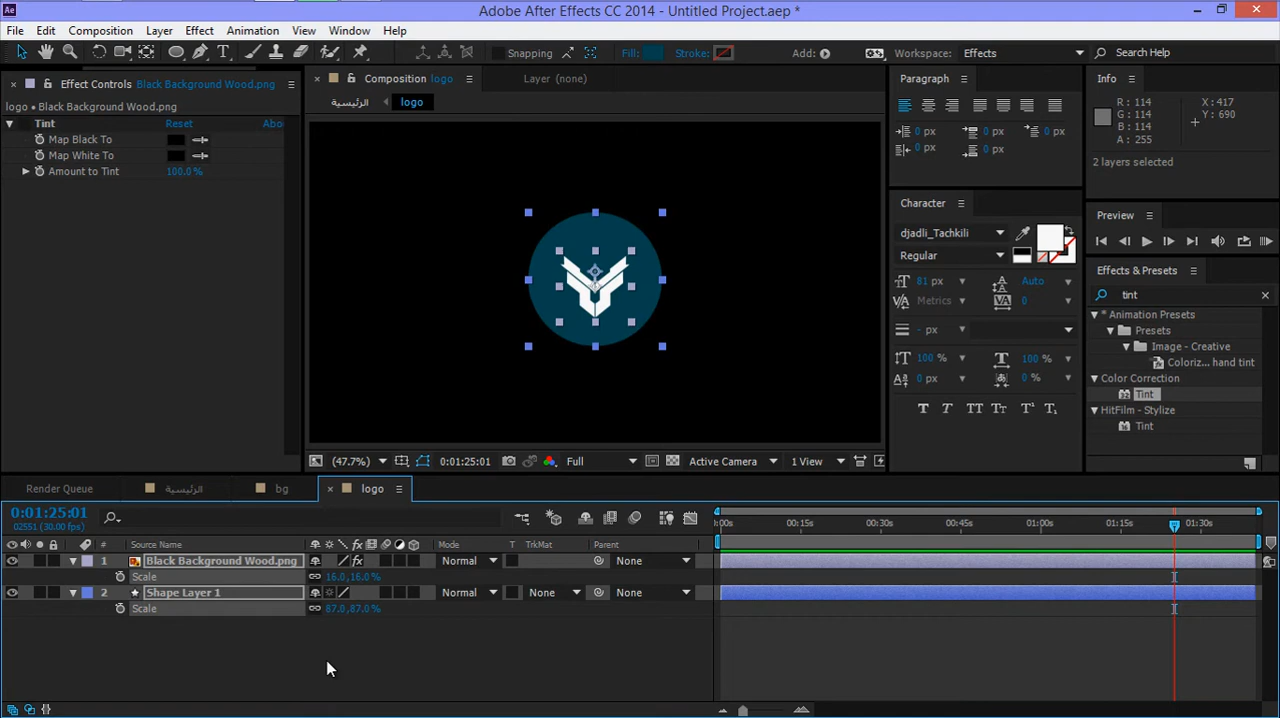 Adobe After Effects CC 2014 - Untitled Project.aep *
File Edit Composition Layer Effect Animation View Window Help
Snapping Fill: Stroke: Add: Workspace: Effects Search Help
Effect Controls Black Background Wood.png
logo • Black Background Wood.png
Tint Reset Abo
Map Black To
Map White To
Amount to Tint 100.0 %
Composition logo Layer (none)
الرئيسية logo
(47.7%) 0:01:25:01 Full Active Camera 1 View
Paragraph
0 px 0 px 0 px
0 px 0 px
Character
djadli_Tachkili
Regular
81 px Auto
Metrics 0
- px
100 % 100 %
0 px 0 %
T T TT Tt T¹ T₁
Info
R : 114 X : 417
G : 114 Y : 690
B : 114
A : 255
2 layers selected
Preview
Effects & Presets
tint
* Animation Presets
Presets
Image - Creative
Coloriz... hand tint
Color Correction
Tint
HitFilm - Stylize
Tint
Render Queue الرئيسية bg logo
0:01:25:01
02551 (30.00 fps)
:00s 00:15s 00:30s 00:45s 01:00s 01:15s 01:30s
# Source Name Mode T TrkMat Parent
1 Black Background Wood.png Normal None
Scale 16.0,16.0%
2 Shape Layer 1 Normal None None
Scale 87.0,87.0%